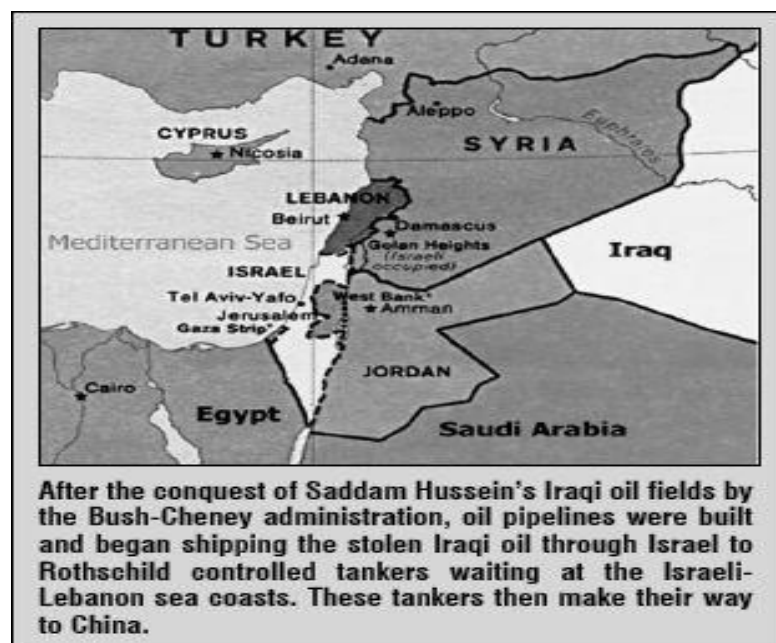 TURKEY
Adana
Aleppo
CYPRUS
Nicosia
SYRIA
Euphrates
LEBANON
Beirut
Damascus
Mediterranean Sea
Golan Heights
(Israeli
occupied)
Iraq
ISRAEL
Tel Aviv-Yafo
West Bank*
Jerusalem
Amman
Gaza Strip*
JORDAN
Cairo
Egypt
Saudi Arabia
After the conquest of Saddam Hussein's Iraqi oil fields by
the Bush-Cheney administration, oil pipelines were built
and began shipping the stolen Iraqi oil through Israel to
Rothschild controlled tankers waiting at the Israeli-
Lebanon sea coasts. These tankers then make their way
to China.